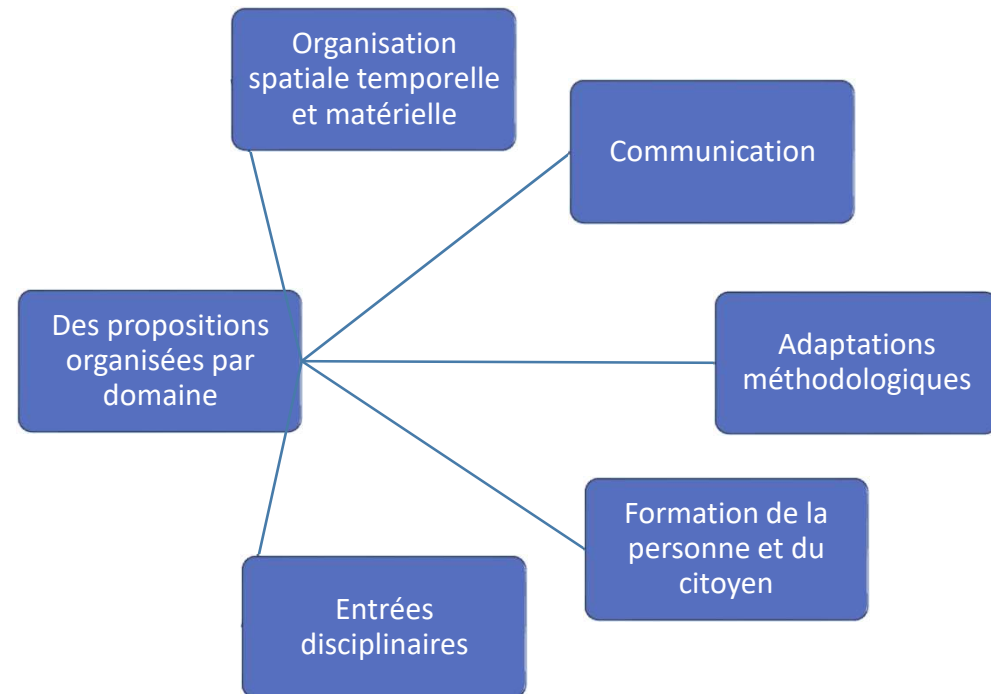 Organisation
spatiale temporelle
et matérielle
Communication
Des propositions
organisées par
domaine
Adaptations
méthodologiques
Formation de la
personne et du
citoyen
Entrées
disciplinaires